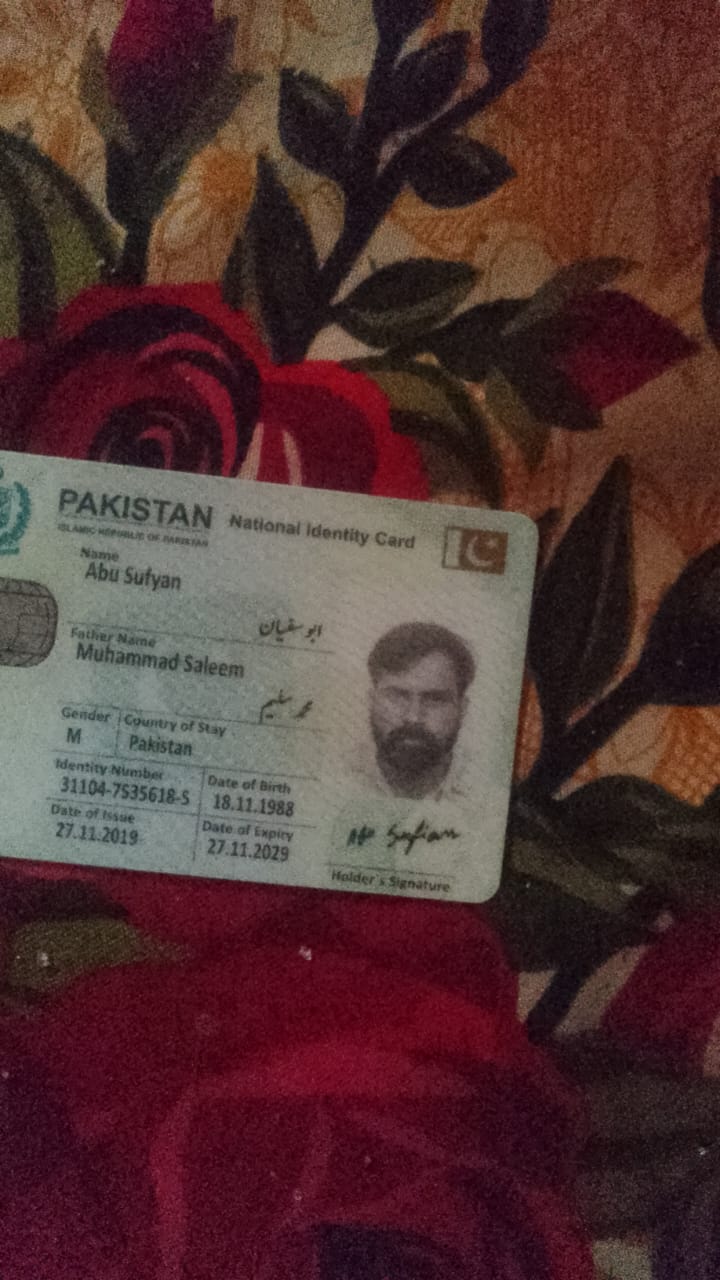 PAKISTAN National Identity Card
ISLAMIC REPUBLIC OF PAKISTAN
Name
Abu Sufyan
ابو سفیان
Father Name
Muhammad Saleem
محمد سلیم
Gender Country of Stay
M Pakistan
Identity Number Date of Birth
31104-7535618-5 18.11.1988
Date of Issue Date of Expiry
27.11.2019 27.11.2029
Sufian
Holder's Signature